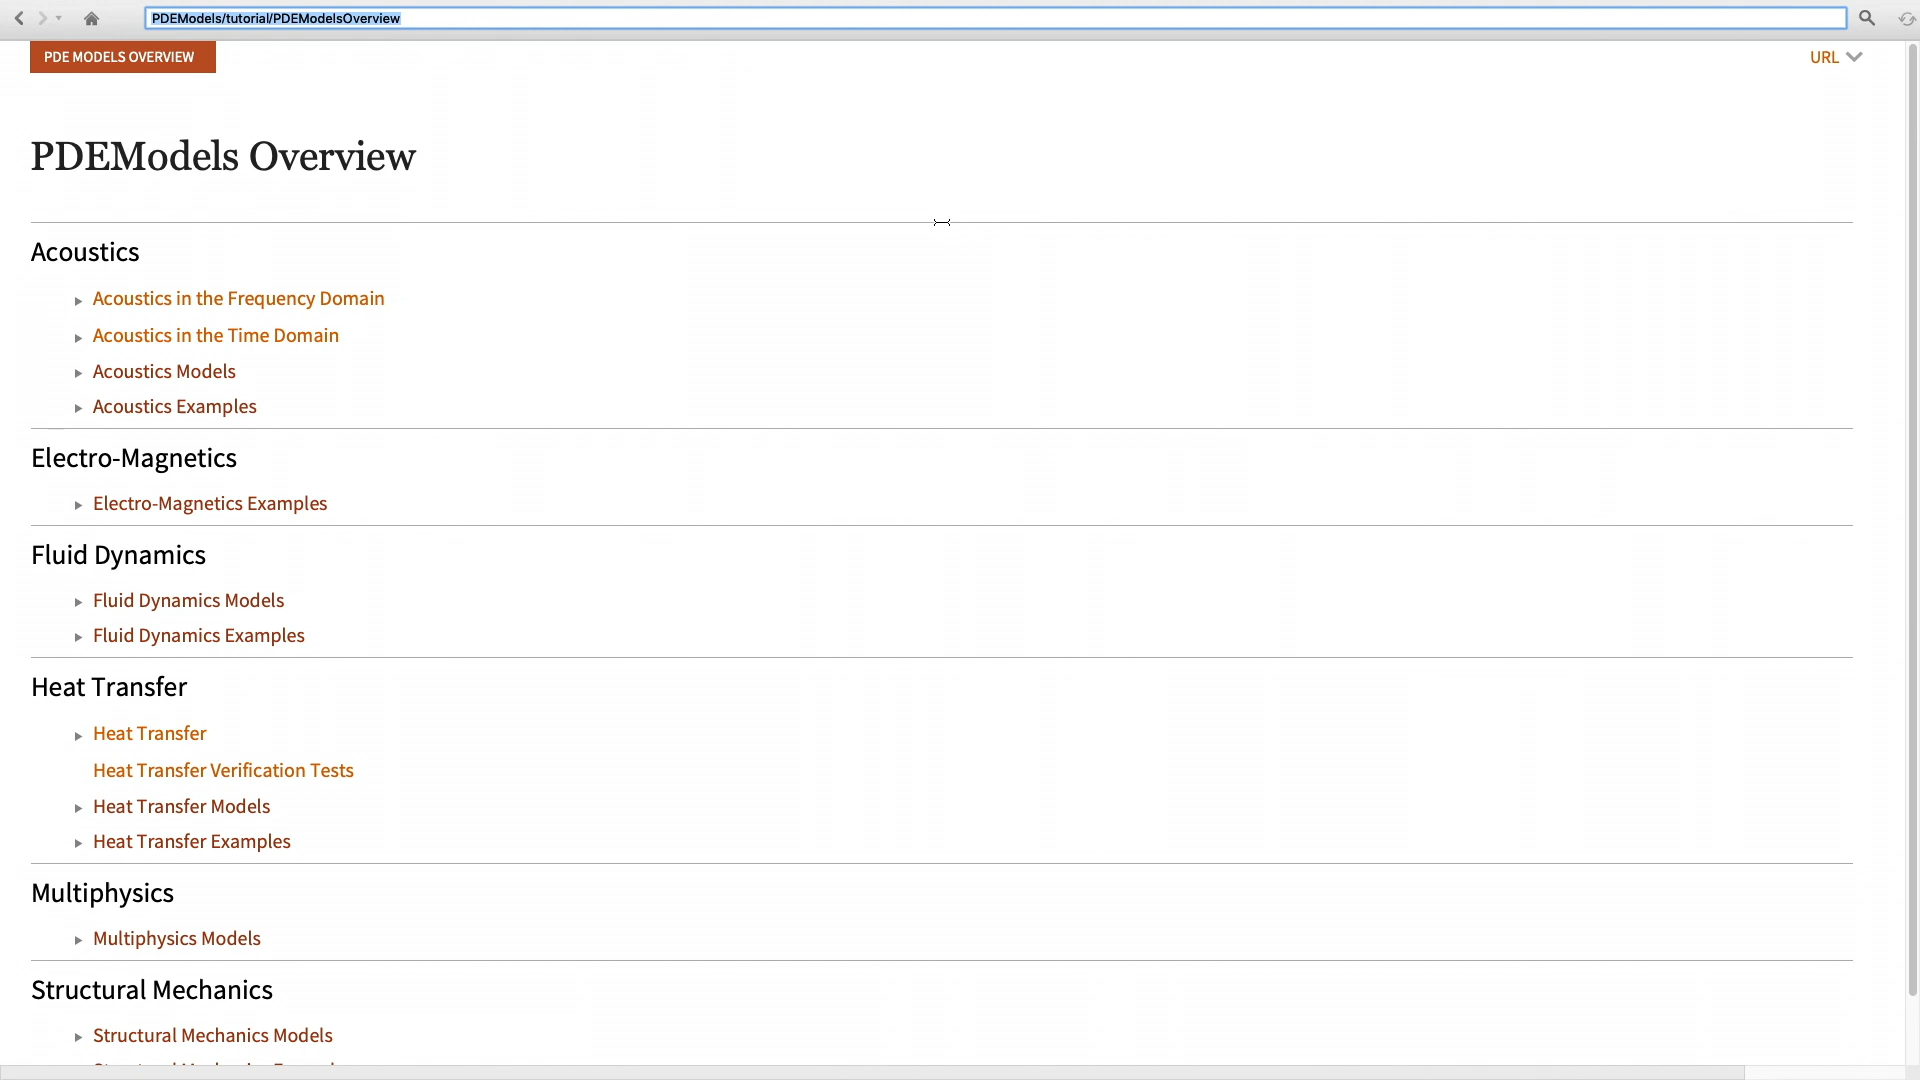 PDEModels/tutorial/PDEModelsOverview
PDE MODELS OVERVIEW
URL
PDEModels Overview
Acoustics
Acoustics in the Frequency Domain
Acoustics in the Time Domain
Acoustics Models
Acoustics Examples
Electro-Magnetics
Electro-Magnetics Examples
Fluid Dynamics
Fluid Dynamics Models
Fluid Dynamics Examples
Heat Transfer
Heat Transfer
Heat Transfer Verification Tests
Heat Transfer Models
Heat Transfer Examples
Multiphysics
Multiphysics Models
Structural Mechanics
Structural Mechanics Models